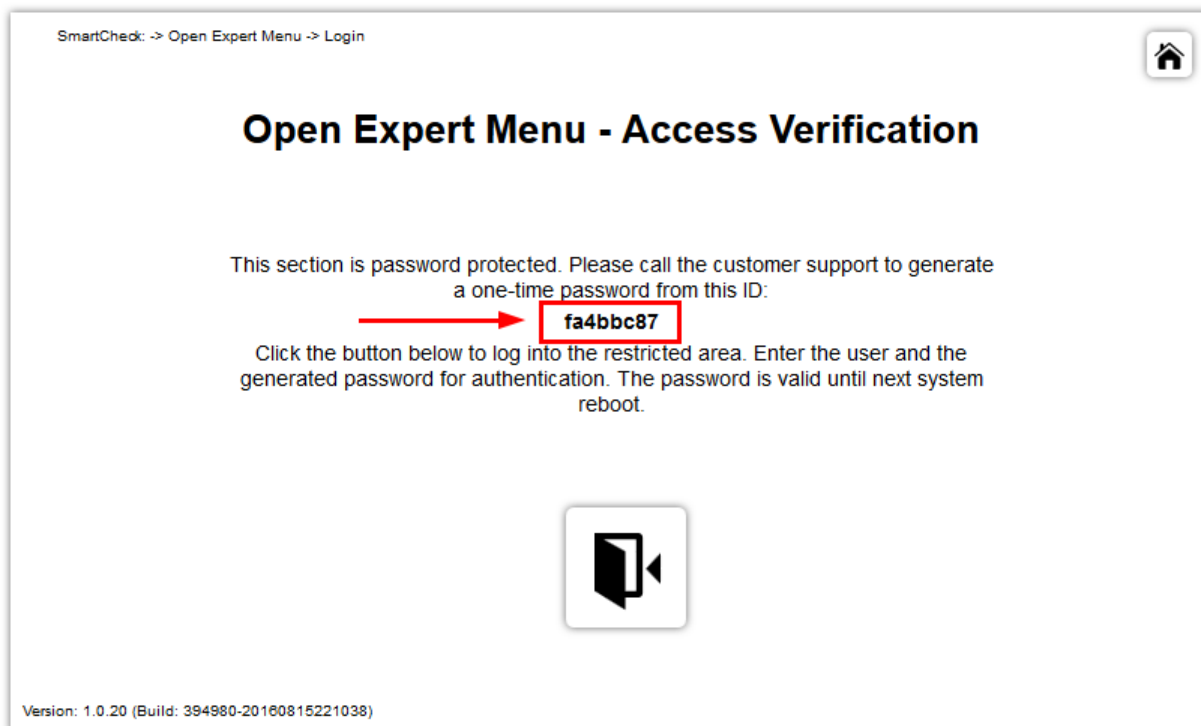 SmartCheck: -> Open Expert Menu -> Login
Open Expert Menu - Access Verification
This section is password protected. Please call the customer support to generate
a one-time password from this ID:
fa4bbc87
Click the button below to log into the restricted area. Enter the user and the
generated password for authentication. The password is valid until next system
reboot.
Version: 1.0.20 (Build: 394980-20160815221038)